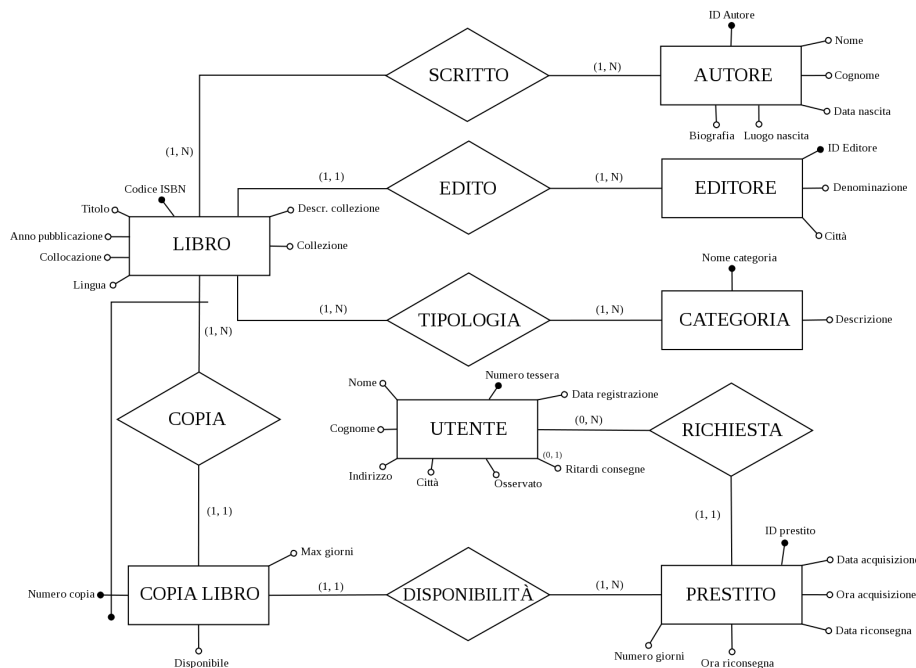 ID Autore
Nome
SCRITTO
(1, N)
AUTORE
Cognome
Data nascita
Biografia
Luogo nascita
(1, N)
ID Editore
Codice ISBN
(1, 1)
EDITO
(1, N)
EDITORE
Denominazione
Titolo
Descr. collezione
Anno pubblicazione
LIBRO
Collezione
Città
Collocazione
Nome categoria
Lingua
(1, N)
(1, N)
TIPOLOGIA
(1, N)
CATEGORIA
Descrizione
(1, N)
Nome
Numero tessera
Data registrazione
COPIA
Cognome
UTENTE
(0, N)
RICHIESTA
(0, 1)
Ritardi consegne
Indirizzo
Città
Osservato
(1, 1)
(1, 1)
ID prestito
Max giorni
Data acquisizione
Numero copia
COPIA LIBRO
(1, 1)
DISPONIBILITÀ
(1, N)
PRESTITO
Ora acquisizione
Data riconsegna
Numero giorni
Disponibile
Ora riconsegna